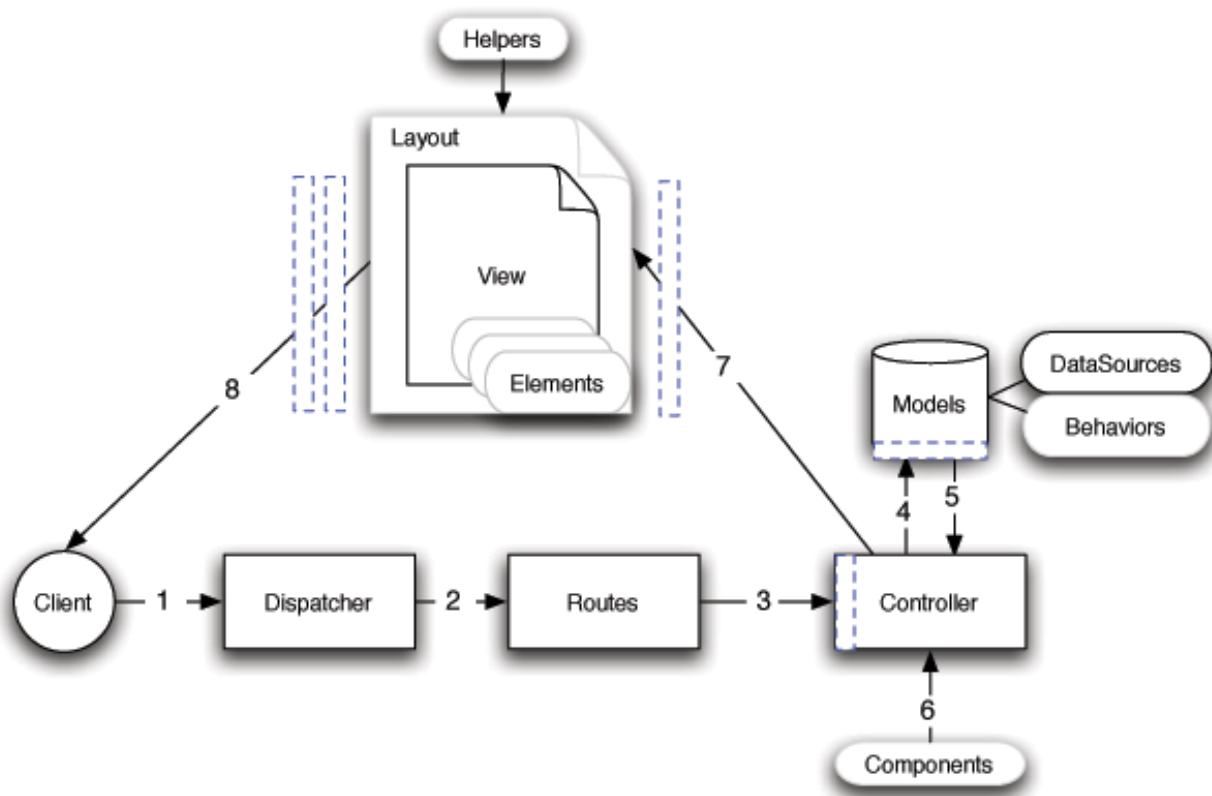 Helpers
Layout
View
Elements
7
8
DataSources
Models
Behaviors
4
5
Client
1
Dispatcher
2
Routes
3
Controller
6
Components